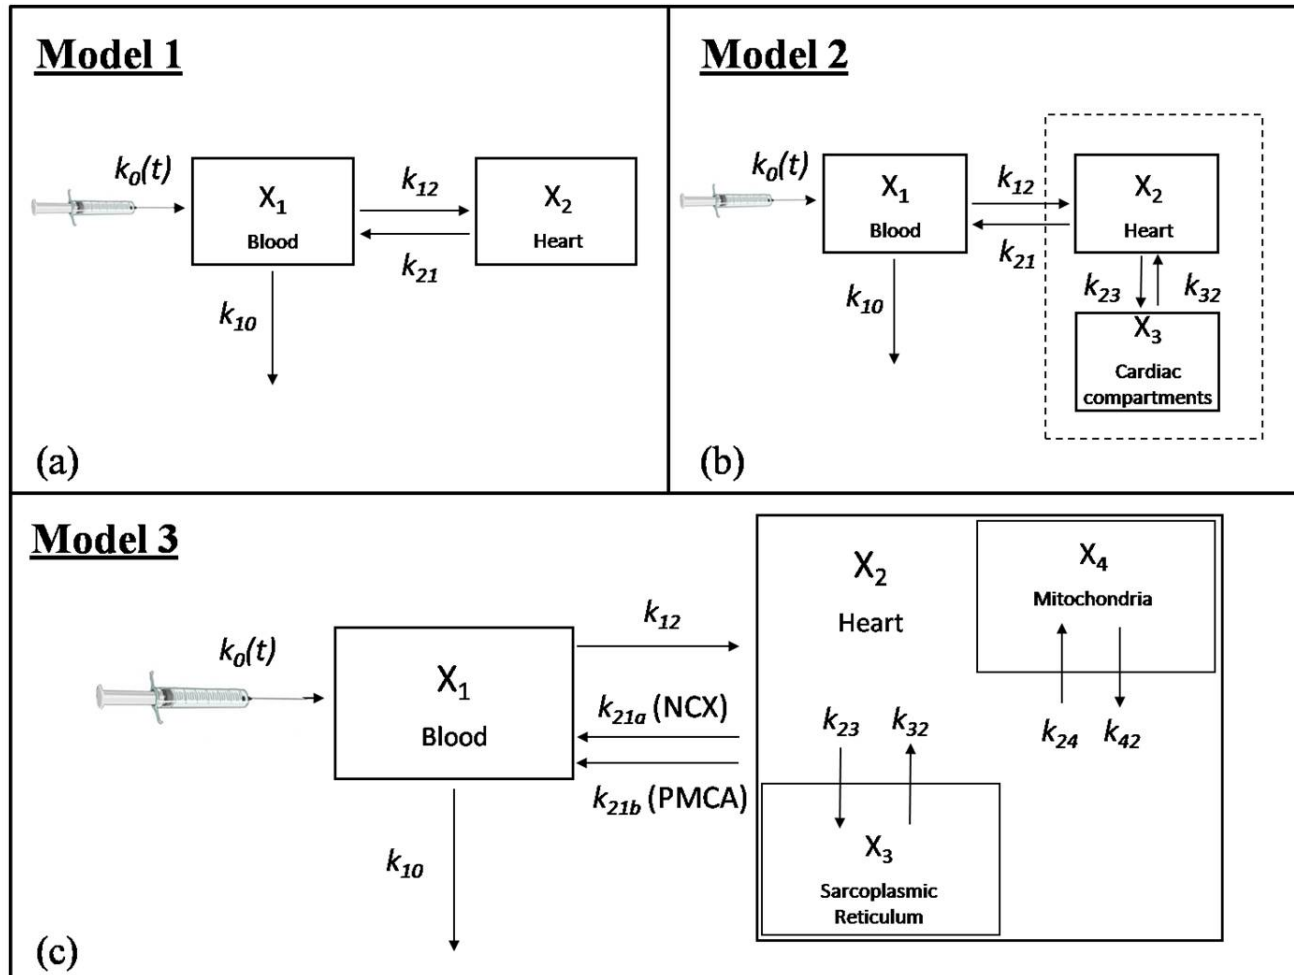 Model 1
k0(t)
X1
Blood
k12
k21
X2
Heart
k10
(a)
Model 2
k0(t)
X1
Blood
k12
k21
X2
Heart
k10
k23
k32
X3
Cardiac
compartments
(b)
Model 3
k0(t)
X1
Blood
k12
k21a (NCX)
k21b (PMCA)
k10
X2
Heart
X4
Mitochondria
k24
k42
k23
k32
X3
Sarcoplasmic
Reticulum
(c)